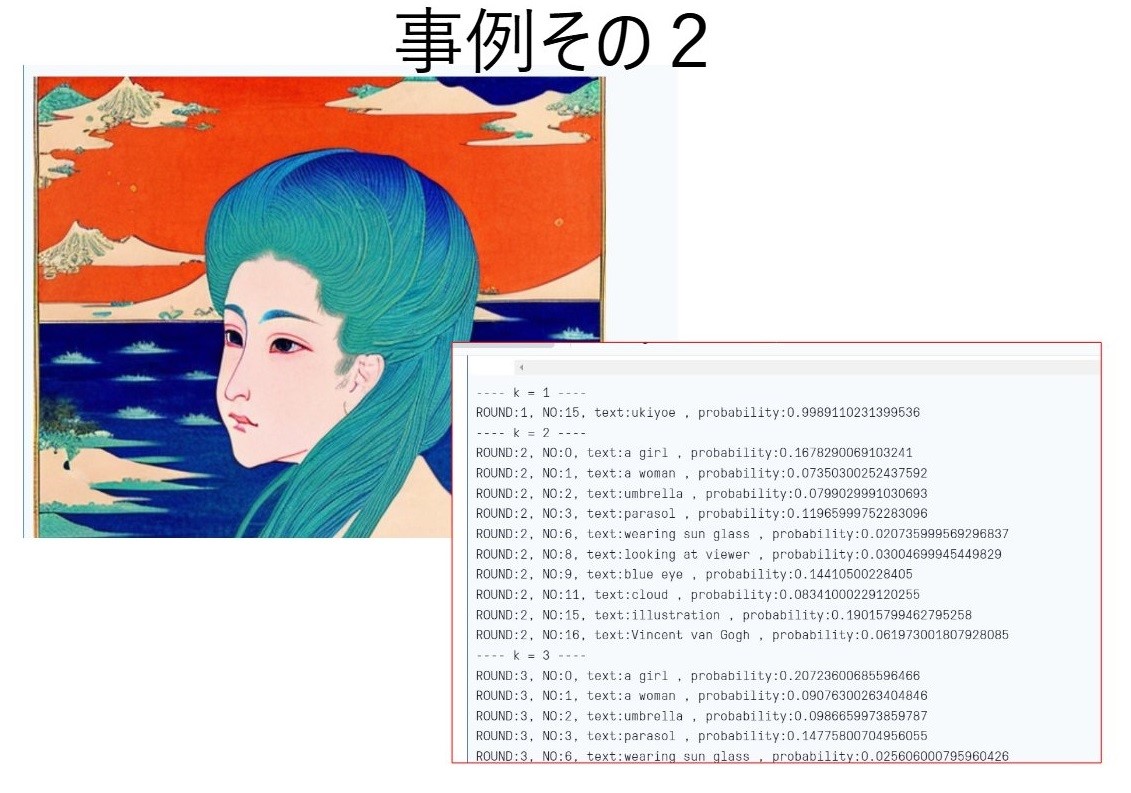 事例その２
---- k = 1 ----
ROUND:1, NO:15, text:ukiyoe , probability:0.9989110231399536
---- k = 2 ----
ROUND:2, NO:0, text:a girl , probability:0.1678290069103241
ROUND:2, NO:1, text:a woman , probability:0.07350300252437592
ROUND:2, NO:2, text:umbrella , probability:0.0799029991030693
ROUND:2, NO:3, text:parasol , probability:0.11965999752283096
ROUND:2, NO:6, text:wearing sun glass , probability:0.020735999569296837
ROUND:2, NO:8, text:looking at viewer , probability:0.03004699945449829
ROUND:2, NO:9, text:blue eye , probability:0.14410500228405
ROUND:2, NO:11, text:cloud , probability:0.08341000229120255
ROUND:2, NO:15, text:illustration , probability:0.19015799462795258
ROUND:2, NO:16, text:Vincent van Gogh , probability:0.061973001807928085
---- k = 3 ----
ROUND:3, NO:0, text:a girl , probability:0.20723600685596466
ROUND:3, NO:1, text:a woman , probability:0.09076300263404846
ROUND:3, NO:2, text:umbrella , probability:0.0986659973859787
ROUND:3, NO:3, text:parasol , probability:0.14775800704956055
ROUND:3, NO:6, text:wearing sun glass , probability:0.025606000795960426